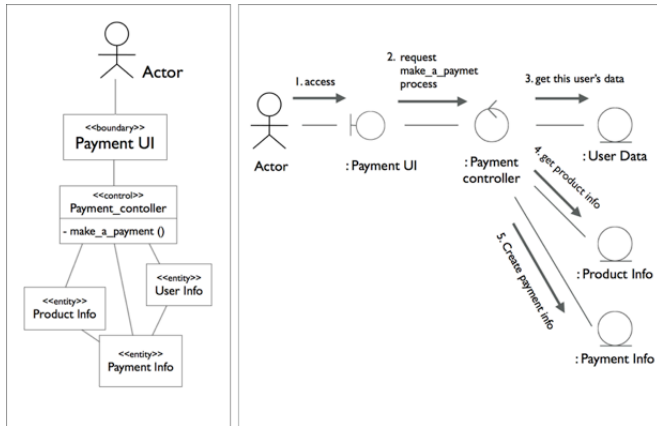 Actor
<<boundary>>
Payment UI
<<control>>
Payment_contoller
- make_a_payment ()
<<entity>>
User Info
<<entity>>
Product Info
<<entity>>
Payment Info
1. access
2. request
make_a_paymet
process
3. get this user's data
Actor
: Payment UI
: Payment
controller
: User Data
4. get product info
: Product Info
5. Create payment info
: Payment Info